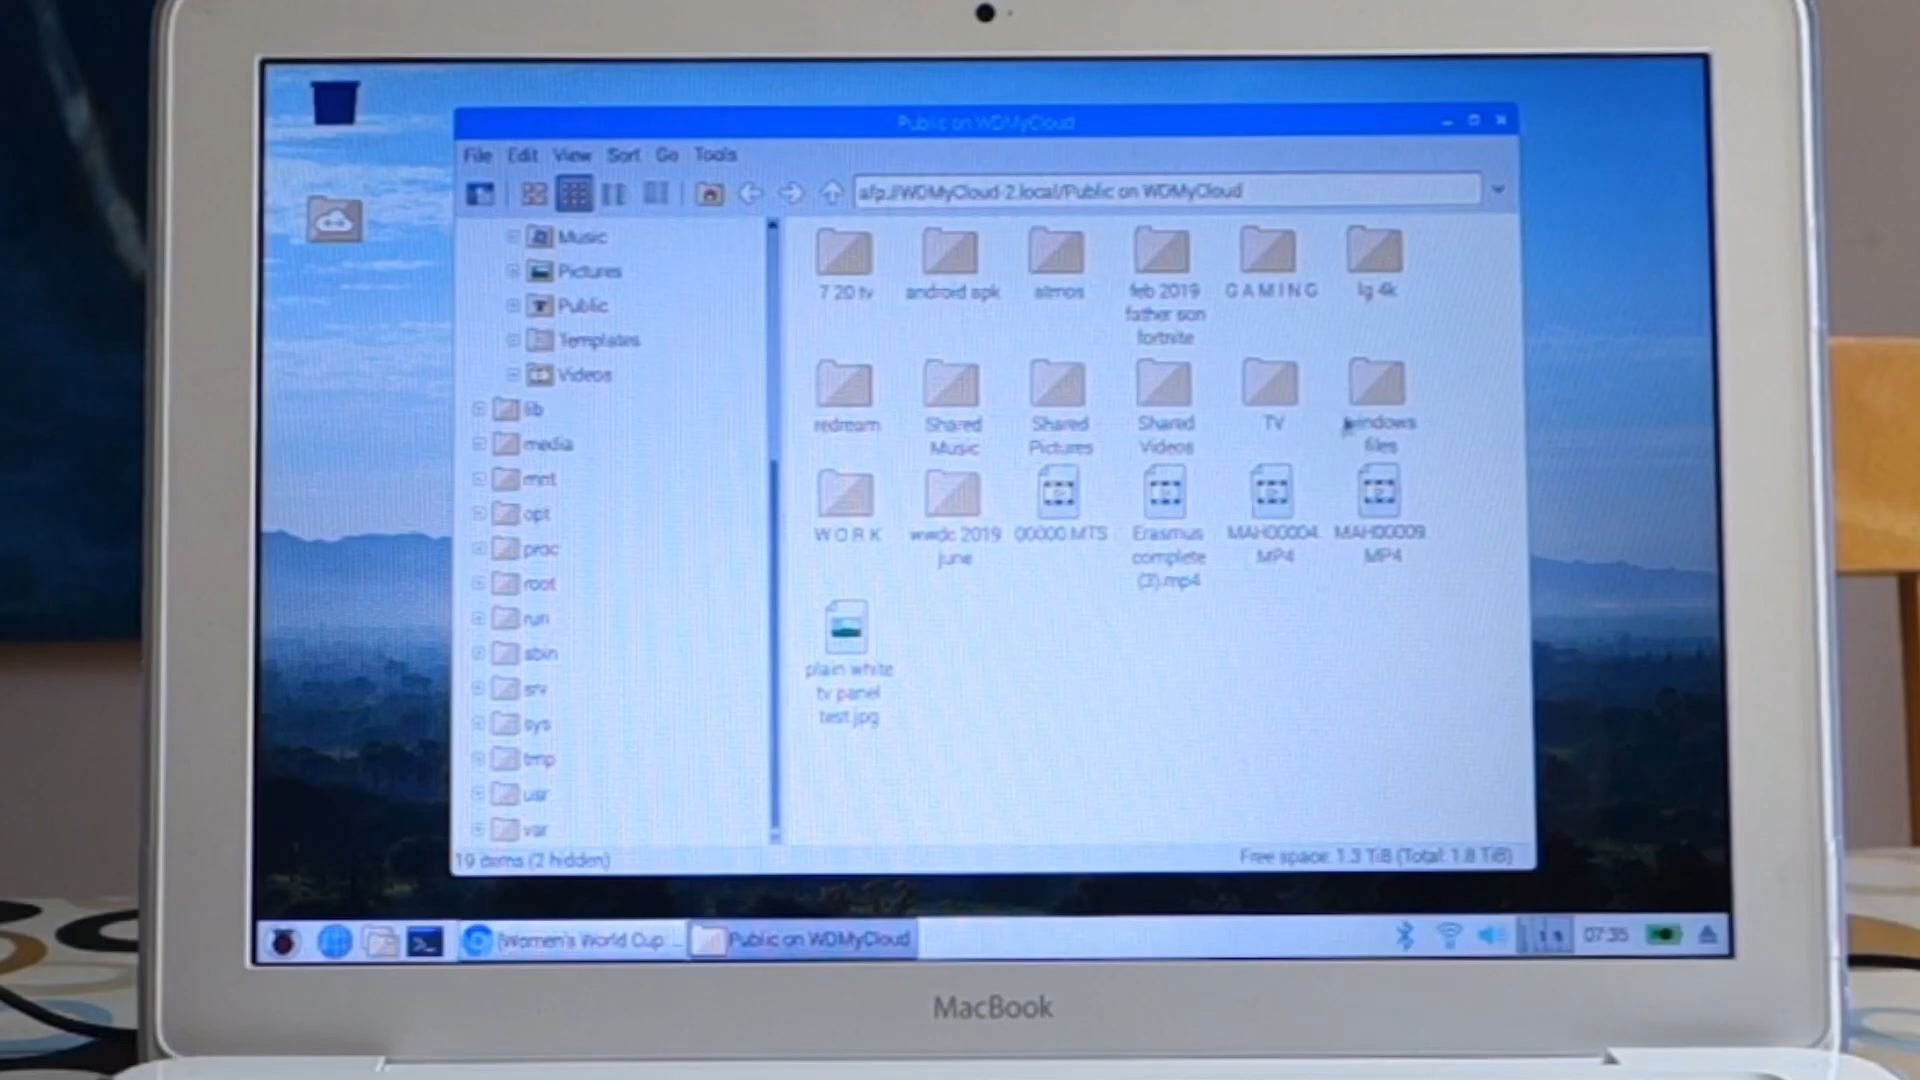 Public on WDMyCloud
File Edit View Sort Go Tools
afp://WDMyCloud-2.local/Public on WDMyCloud
Music
Pictures
Public
Templates
Videos
lib
media
mnt
opt
proc
root
run
sbin
srv
sys
tmp
usr
var
7 20 tv
android apk
atmos
feb 2019
father son
fortnite
G A M I N G
lg 4k
redream
Shared
Music
Shared
Pictures
Shared
Videos
TV
windows
files
W O R K
wwdc 2019
june
00000.MTS
Erasmus
complete
(2).mp4
MAH00004.
MP4
MAH00009.
MP4
plain white
tv panel
test.jpg
19 items (2 hidden)
Free space: 1.3 TiB (Total: 1.8 TiB)
[Women's World Cup ...
Public on WDMyCloud
07:35
MacBook